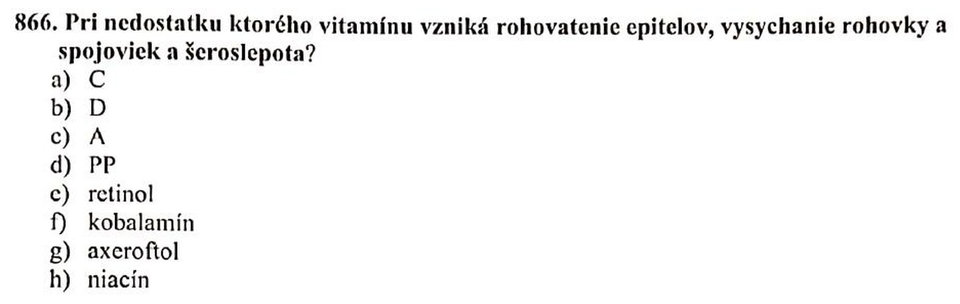 866. Pri nedostatku ktorého vitamínu vzniká rohovatenie epitelov, vysychanie rohovky a
spojoviek a šeroslepota?
a) C
b) D
c) A
d) PP
e) retinol
f) kobalamín
g) axeroftol
h) niacín